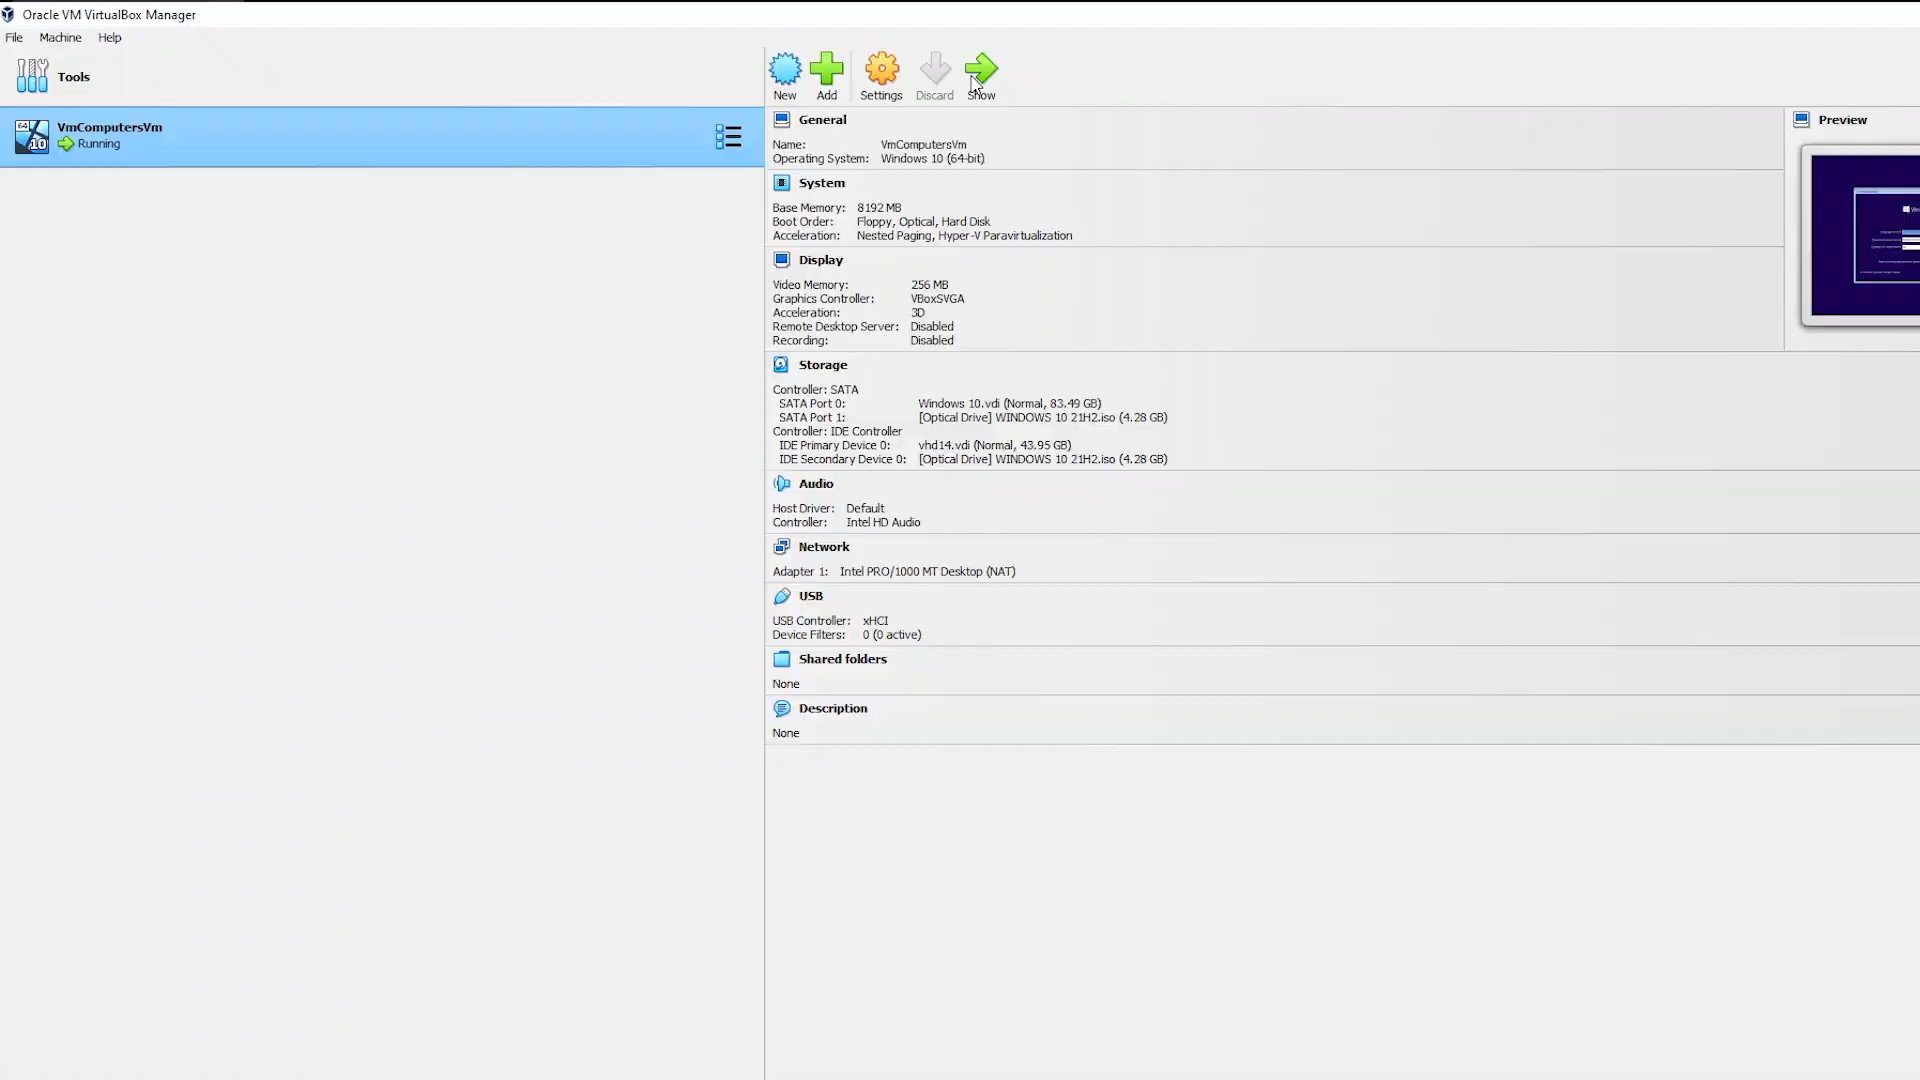 Oracle VM VirtualBox Manager
File Machine Help
Tools
New Add Settings Discard Show
64
10
VmComputersVm
Running
General
Name: VmComputersVm
Operating System: Windows 10 (64-bit)
System
Base Memory: 8192 MB
Boot Order: Floppy, Optical, Hard Disk
Acceleration: Nested Paging, Hyper-V Paravirtualization
Display
Video Memory: 256 MB
Graphics Controller: VBoxSVGA
Acceleration: 3D
Remote Desktop Server: Disabled
Recording: Disabled
Storage
Controller: SATA
SATA Port 0: Windows 10.vdi (Normal, 83.49 GB)
SATA Port 1: [Optical Drive] WINDOWS 10 21H2.iso (4.28 GB)
Controller: IDE Controller
IDE Primary Device 0: vhd14.vdi (Normal, 43.95 GB)
IDE Secondary Device 0: [Optical Drive] WINDOWS 10 21H2.iso (4.28 GB)
Audio
Host Driver: Default
Controller: Intel HD Audio
Network
Adapter 1: Intel PRO/1000 MT Desktop (NAT)
USB
USB Controller: xHCI
Device Filters: 0 (0 active)
Shared folders
None
Description
None
Preview